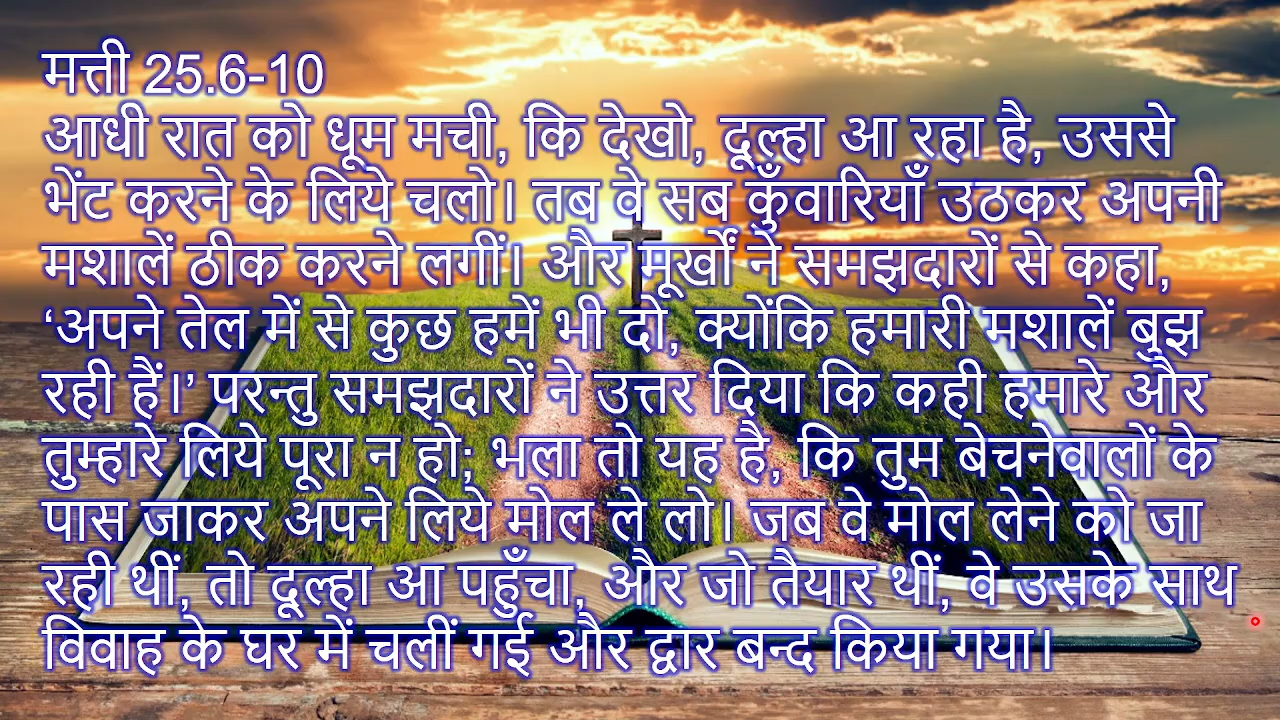 मत्ती 25.6-10
आधी रात को धूम मची, कि देखो, दूल्हा आ रहा है, उससे
भेंट करने के लिये चलो। तब वे सब कुँवारियाँ उठकर अपनी
मशालें ठीक करने लगीं। और मूर्खों ने समझदारों से कहा,
‘अपने तेल में से कुछ हमें भी दो, क्योंकि हमारी मशालें बुझ
रही हैं।’ परन्तु समझदारों ने उत्तर दिया कि कही हमारे और
तुम्हारे लिये पूरा न हो; भला तो यह है, कि तुम बेचनेवालों के
पास जाकर अपने लिये मोल ले लो। जब वे मोल लेने को जा
रही थीं, तो दूल्हा आ पहुँचा, और जो तैयार थीं, वे उसके साथ
विवाह के घर में चलीं गई और द्वार बन्द किया गया।